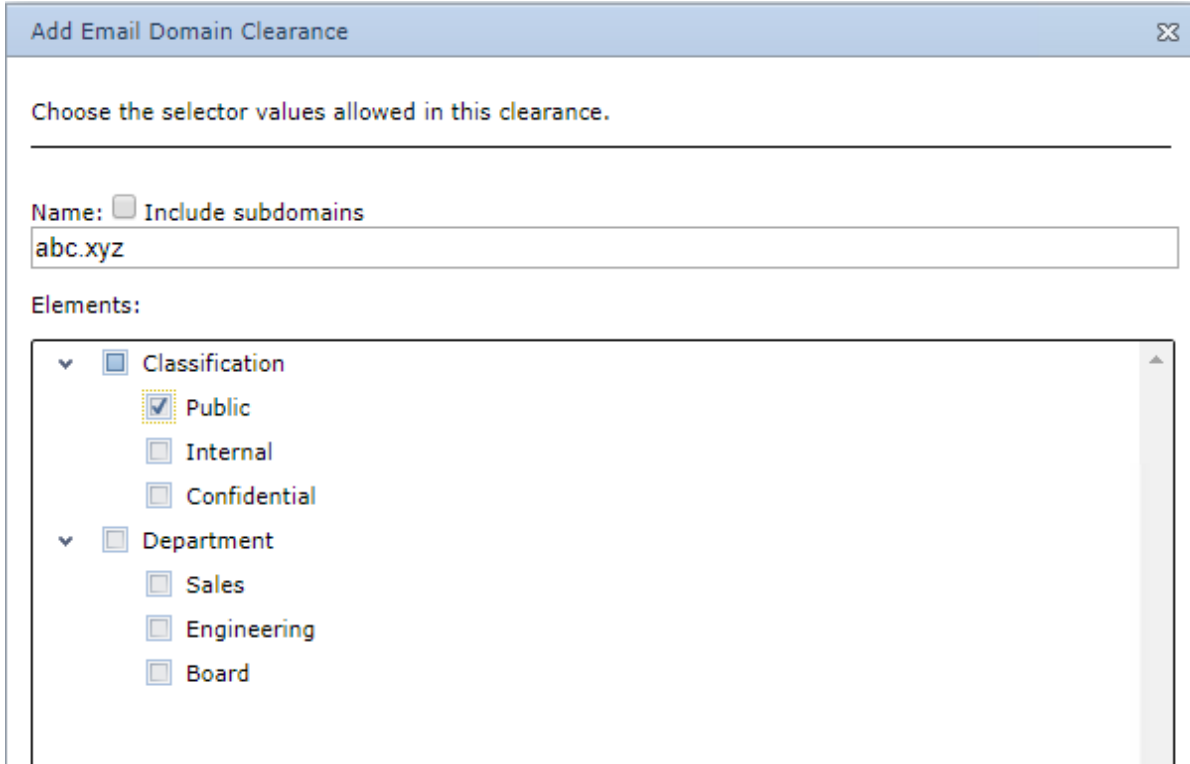 Add Email Domain Clearance
Choose the selector values allowed in this clearance.
Name: Include subdomains
abc.xyz
Elements:
Classification
Public
Internal
Confidential
Department
Sales
Engineering
Board